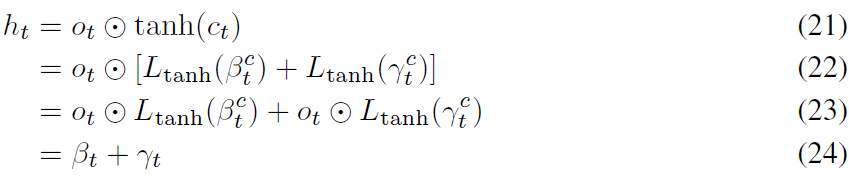 h_t = o_t ⊙ tanh(c_t) (21)
= o_t ⊙ [L_tanh(β_t^c) + L_tanh(γ_t^c)] (22)
= o_t ⊙ L_tanh(β_t^c) + o_t ⊙ L_tanh(γ_t^c) (23)
= β_t + γ_t (24)